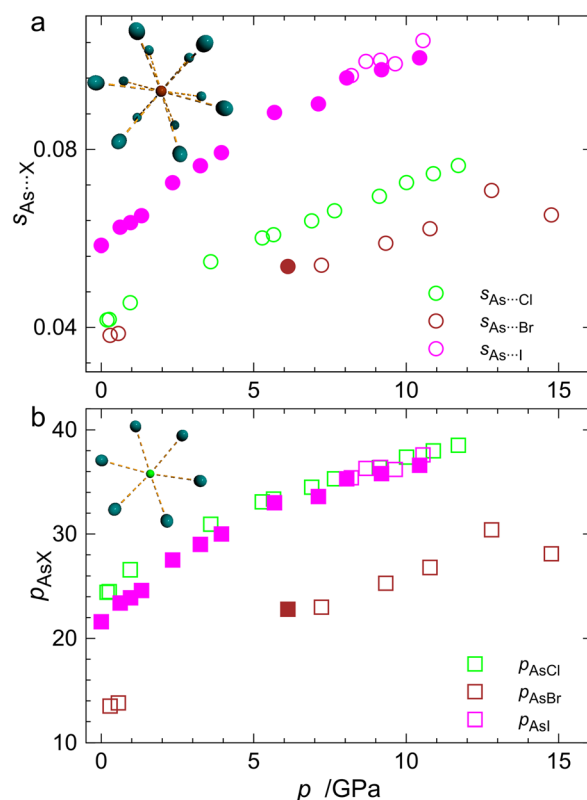 a
0.08
0.04
s_As···X
s_As···Cl
s_As···Br
s_As···I
0 5 10 15
b
40
30
20
10
p_AsX
p_AsCl
p_AsBr
p_AsI
0 5 10 15
p /GPa